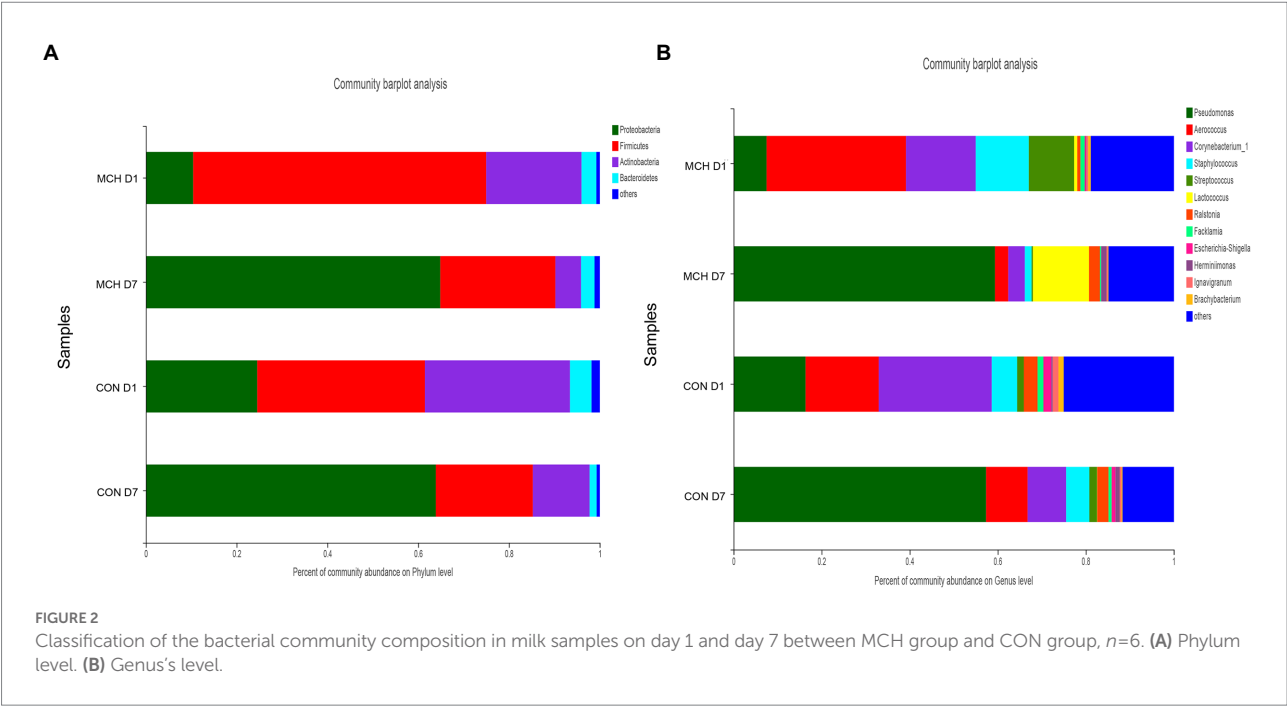 A
Community barplot analysis
Proteobacteria
Firmicutes
Actinobacteria
Bacteroidetes
others
MCH D1
MCH D7
CON D1
CON D7
Samples
0 0.2 0.4 0.6 0.8 1
Percent of community abundance on Phylum level
B
Community barplot analysis
Pseudomonas
Aerococcus
Corynebacterium_1
Staphylococcus
Streptococcus
Lactococcus
Ralstonia
Facklamia
Escherichia-Shigella
Herminiimonas
Ignavigranum
Brachybacterium
others
MCH D1
MCH D7
CON D1
CON D7
Samples
0 0.2 0.4 0.6 0.8 1
Percent of community abundance on Genus level
FIGURE 2
Classification of the bacterial community composition in milk samples on day 1 and day 7 between MCH group and CON group, n=6. (A) Phylum
level. (B) Genus's level.